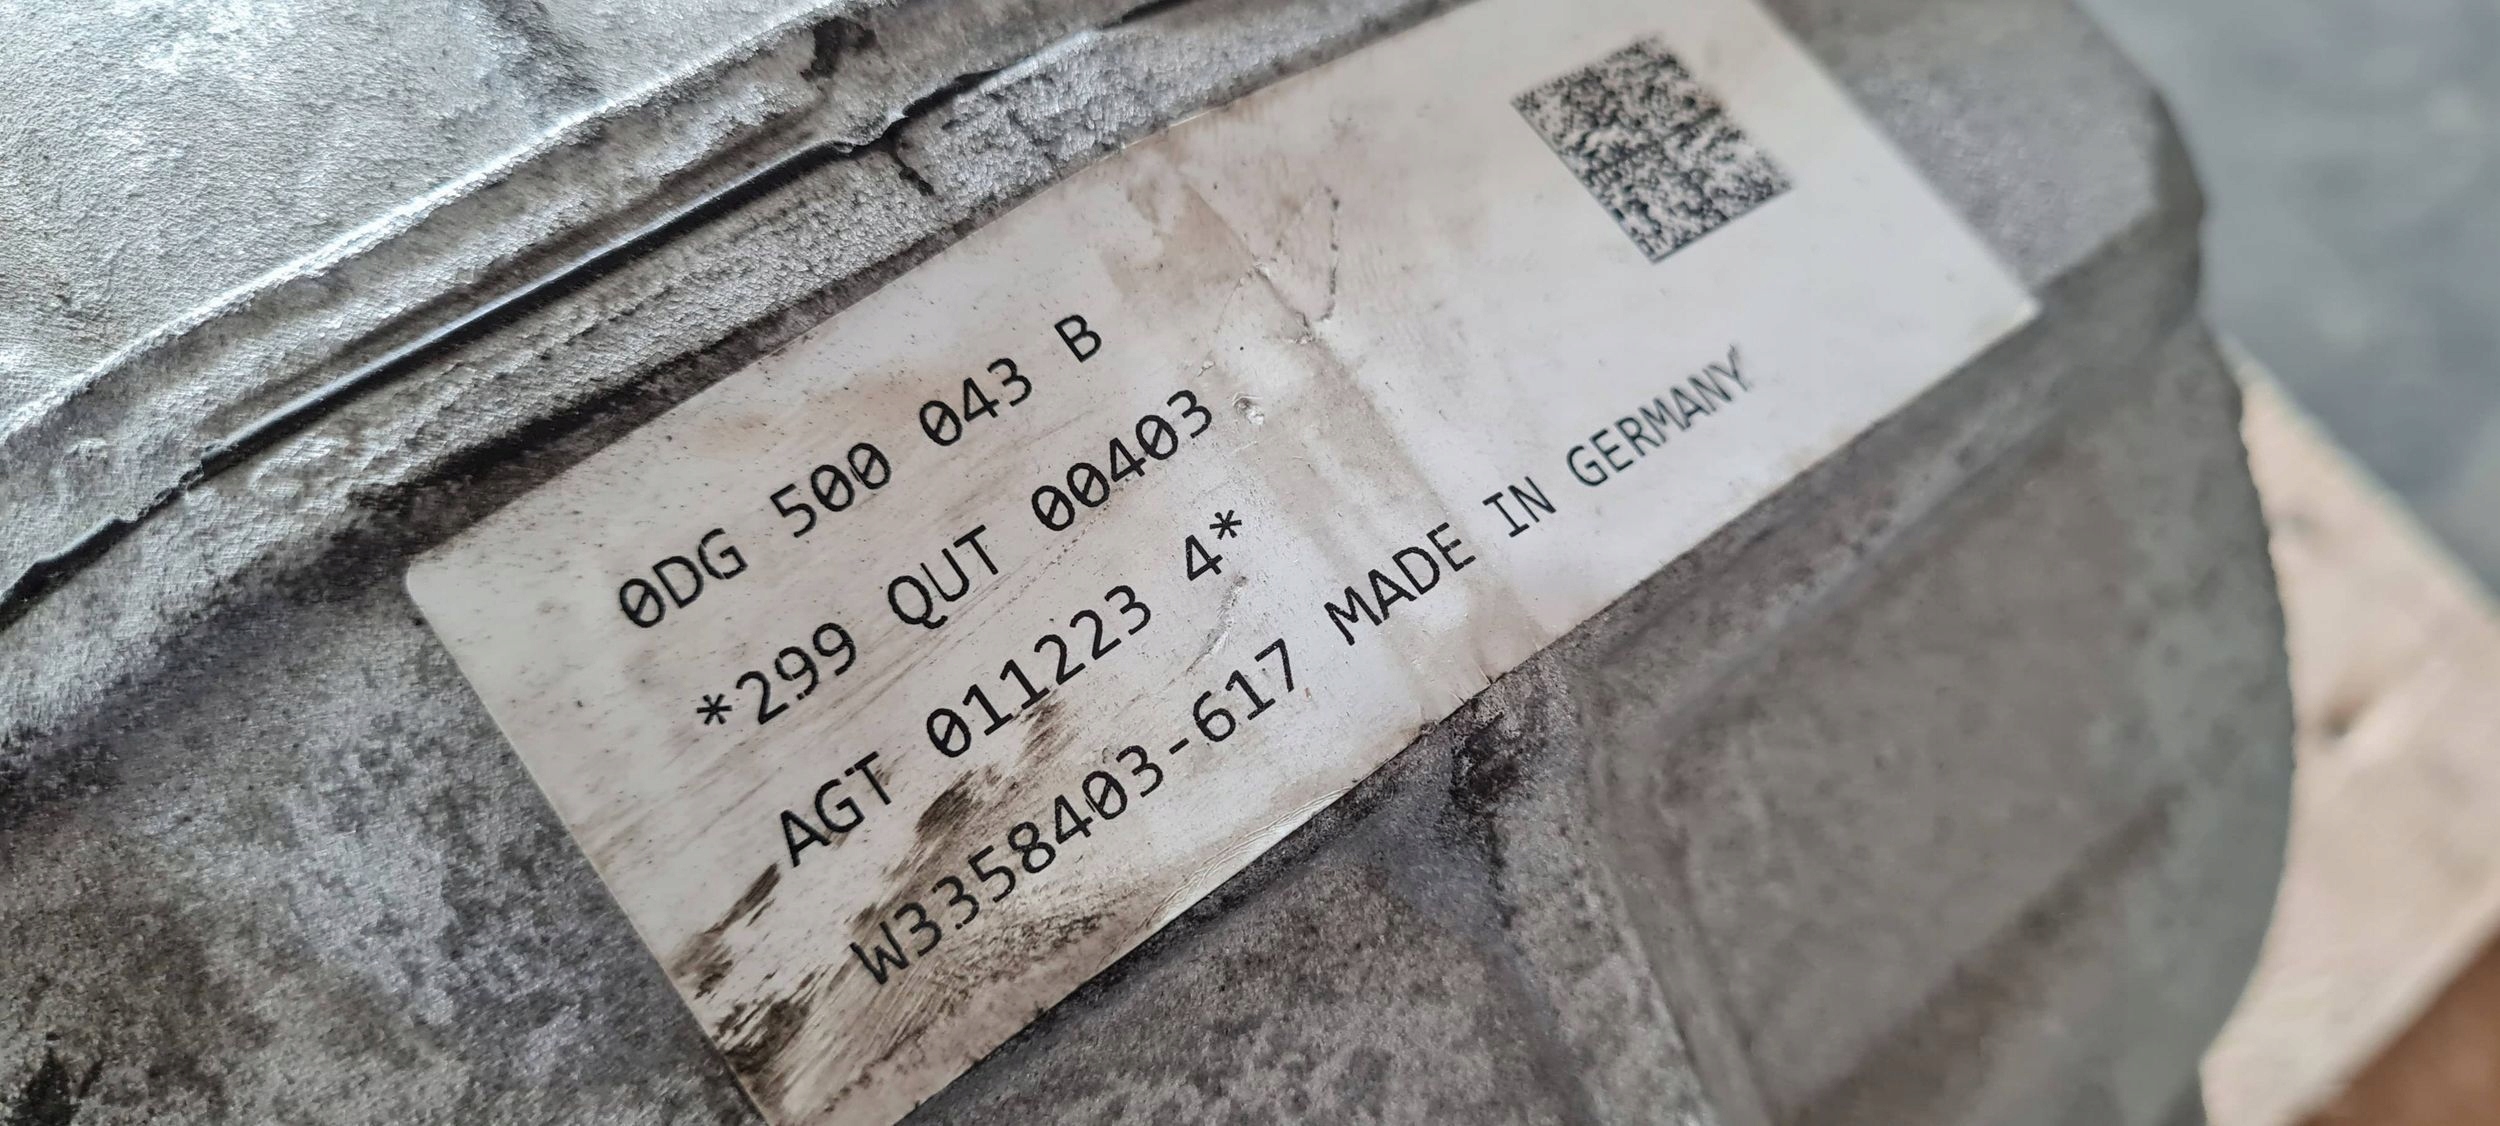 0DG 500 043 B
*299 QUT 00403
AGT 011223 4*
W3358403-617 MADE IN GERMANY